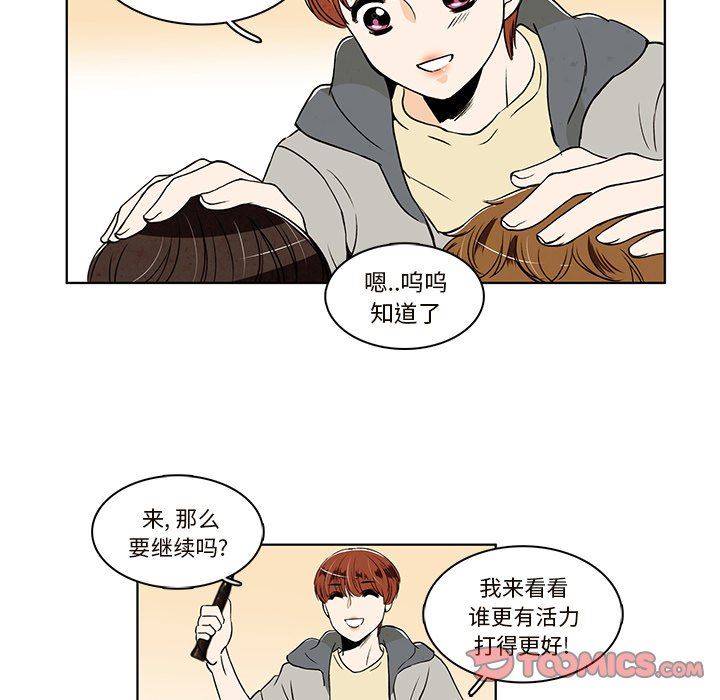 嗯..呜呜
知道了
来, 那么
要继续吗?
我来看看
谁更有活力
打得更好!
TOOMICS.COM